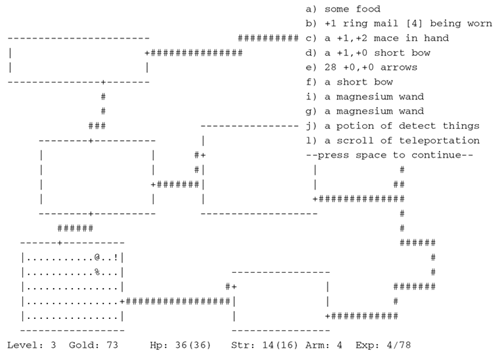 a) some food
b) +1 ring mail [4] being worn
------------------------ ########## c) a +1,+2 mace in hand
| +############### d) a +1,+0 short bow
| | e) 28 +0,+0 arrows
----------------+------- f) a short bow
# i) a magnesium wand
# g) a magnesium wand
### ----------------- j) a potion of detect things
---------+---------- | l) a scroll of teleportation
| | #+ --press space to continue--
| | #| | #
| | #| | ##
| +#######| +##############
| | | | #
---------+---------- -------------------- #
###### #
------+----------- ######
|...........@..!| #
|...........%..| ----------------- #
|...............| #+ | #######
|...............+##################| | #
|...............| | +###########
------------------ -----------------
Level: 3 Gold: 73 Hp: 36(36) Str: 14(16) Arm: 4 Exp: 4/78